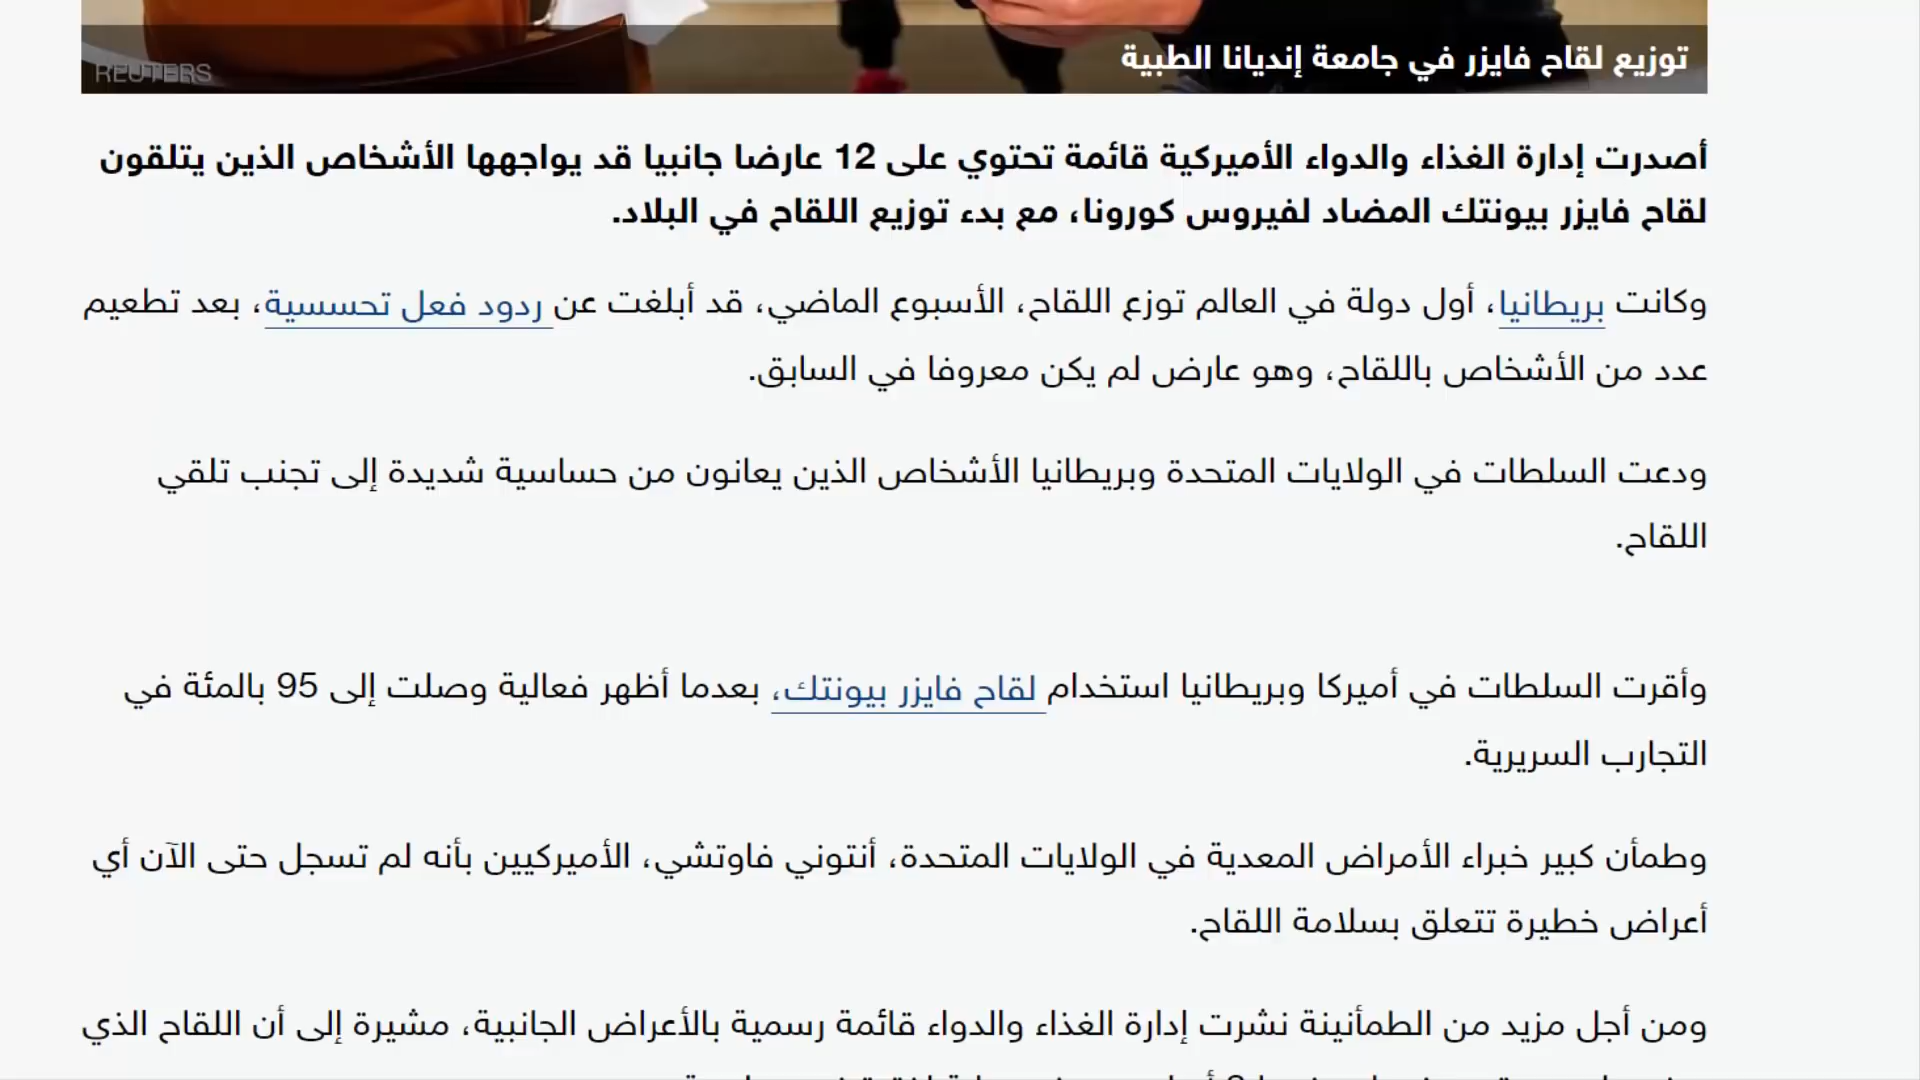 توزيع لقاح فايزر في جامعة إنديانا الطبية
REUTERS
أصدرت إدارة الغذاء والدواء الأميركية قائمة تحتوي على 12 عارضا جانبيا قد يواجهها الأشخاص الذين يتلقون
لقاح فايزر بيونتك المضاد لفيروس كورونا، مع بدء توزيع اللقاح في البلاد.
وكانت بريطانيا، أول دولة في العالم توزع اللقاح، الأسبوع الماضي، قد أبلغت عن ردود فعل تحسسية، بعد تطعيم
عدد من الأشخاص باللقاح، وهو عارض لم يكن معروفا في السابق.
ودعت السلطات في الولايات المتحدة وبريطانيا الأشخاص الذين يعانون من حساسية شديدة إلى تجنب تلقي
اللقاح.
وأقرت السلطات في أميركا وبريطانيا استخدام لقاح فايزر بيونتك، بعدما أظهر فعالية وصلت إلى 95 بالمئة في
التجارب السريرية.
وطمأن كبير خبراء الأمراض المعدية في الولايات المتحدة، أنتوني فاوتشي، الأميركيين بأنه لم تسجل حتى الآن أي
أعراض خطيرة تتعلق بسلامة اللقاح.
ومن أجل مزيد من الطمأنينة نشرت إدارة الغذاء والدواء قائمة رسمية بالأعراض الجانبية، مشيرة إلى أن اللقاح الذي